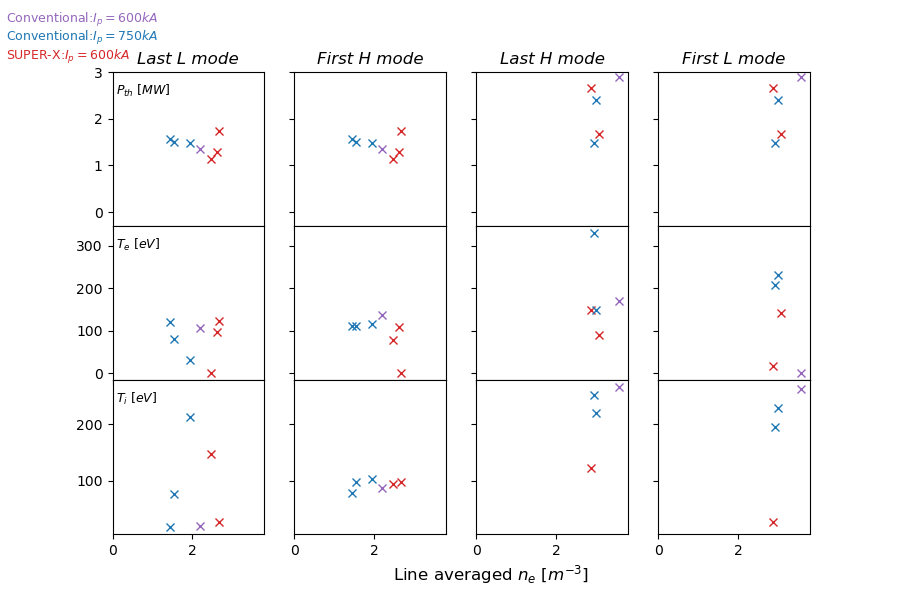 Conventional:I_p = 600kA
Conventional:I_p = 750kA
SUPER-X:I_p = 600kA
Last L mode First H mode Last H mode First L mode
P_th [MW]
3
2
1
0
T_e [eV]
300
200
100
0
T_i [eV]
200
100
0 2 0 2 0 2 0 2
Line averaged n_e [m^{-3}]